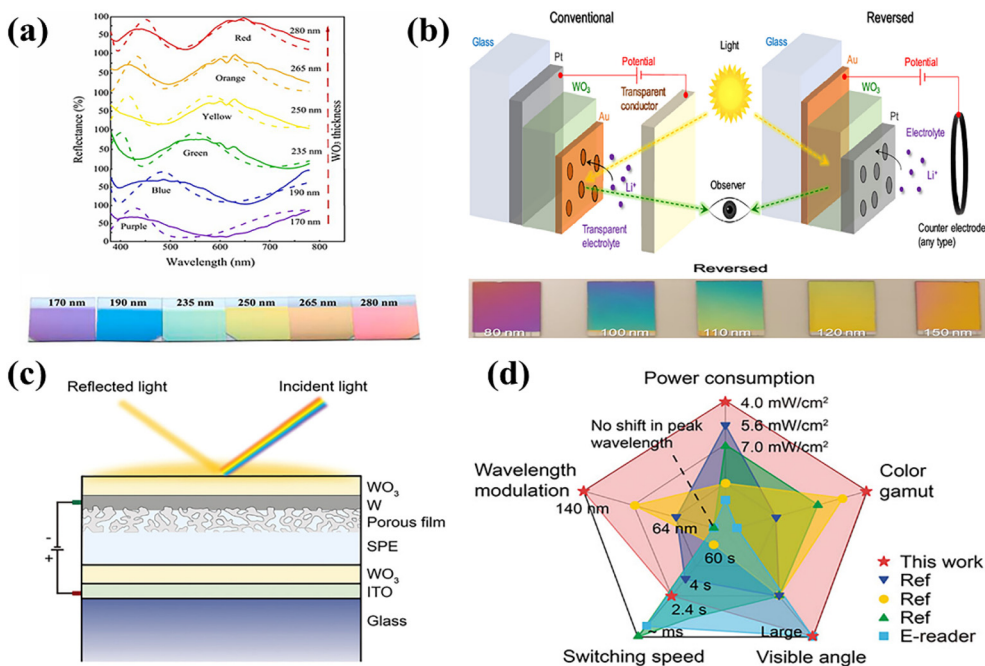 (a)
Reflectance (%)
100
50
100
50
100
50
100
50
100
50
100
50
0
280 nm
Red
265 nm
Orange
250 nm
Yellow
235 nm
Green
190 nm
Blue
170 nm
Purple
WO₃ thickness
400
500
600
700
800
Wavelength (nm)
170 nm
190 nm
235 nm
250 nm
265 nm
280 nm
(b)
Conventional
Reversed
Glass
Pt
WO₃
Au
Potential
Transparent
conductor
Li⁺
Transparent
electrolyte
Light
Observer
Glass
Au
WO₃
Pt
Potential
Electrolyte
Li⁺
Counter electrode
(any type)
Reversed
80 nm
100 nm
110 nm
120 nm
150 nm
(c)
Reflected light
Incident light
WO₃
W
Porous film
SPE
WO₃
ITO
Glass
-
+
(d)
Power consumption
4.0 mW/cm²
5.6 mW/cm²
7.0 mW/cm²
No shift in peak
wavelength
Wavelength
modulation
140 nm
64 nm
Color
gamut
60 s
4 s
2.4 s
~ ms
Large
Switching speed
Visible angle
This work
Ref
Ref
Ref
E-reader